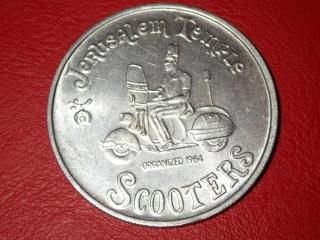 Jerusalem Temple
ORGANIZED 1964
SCOOTERS